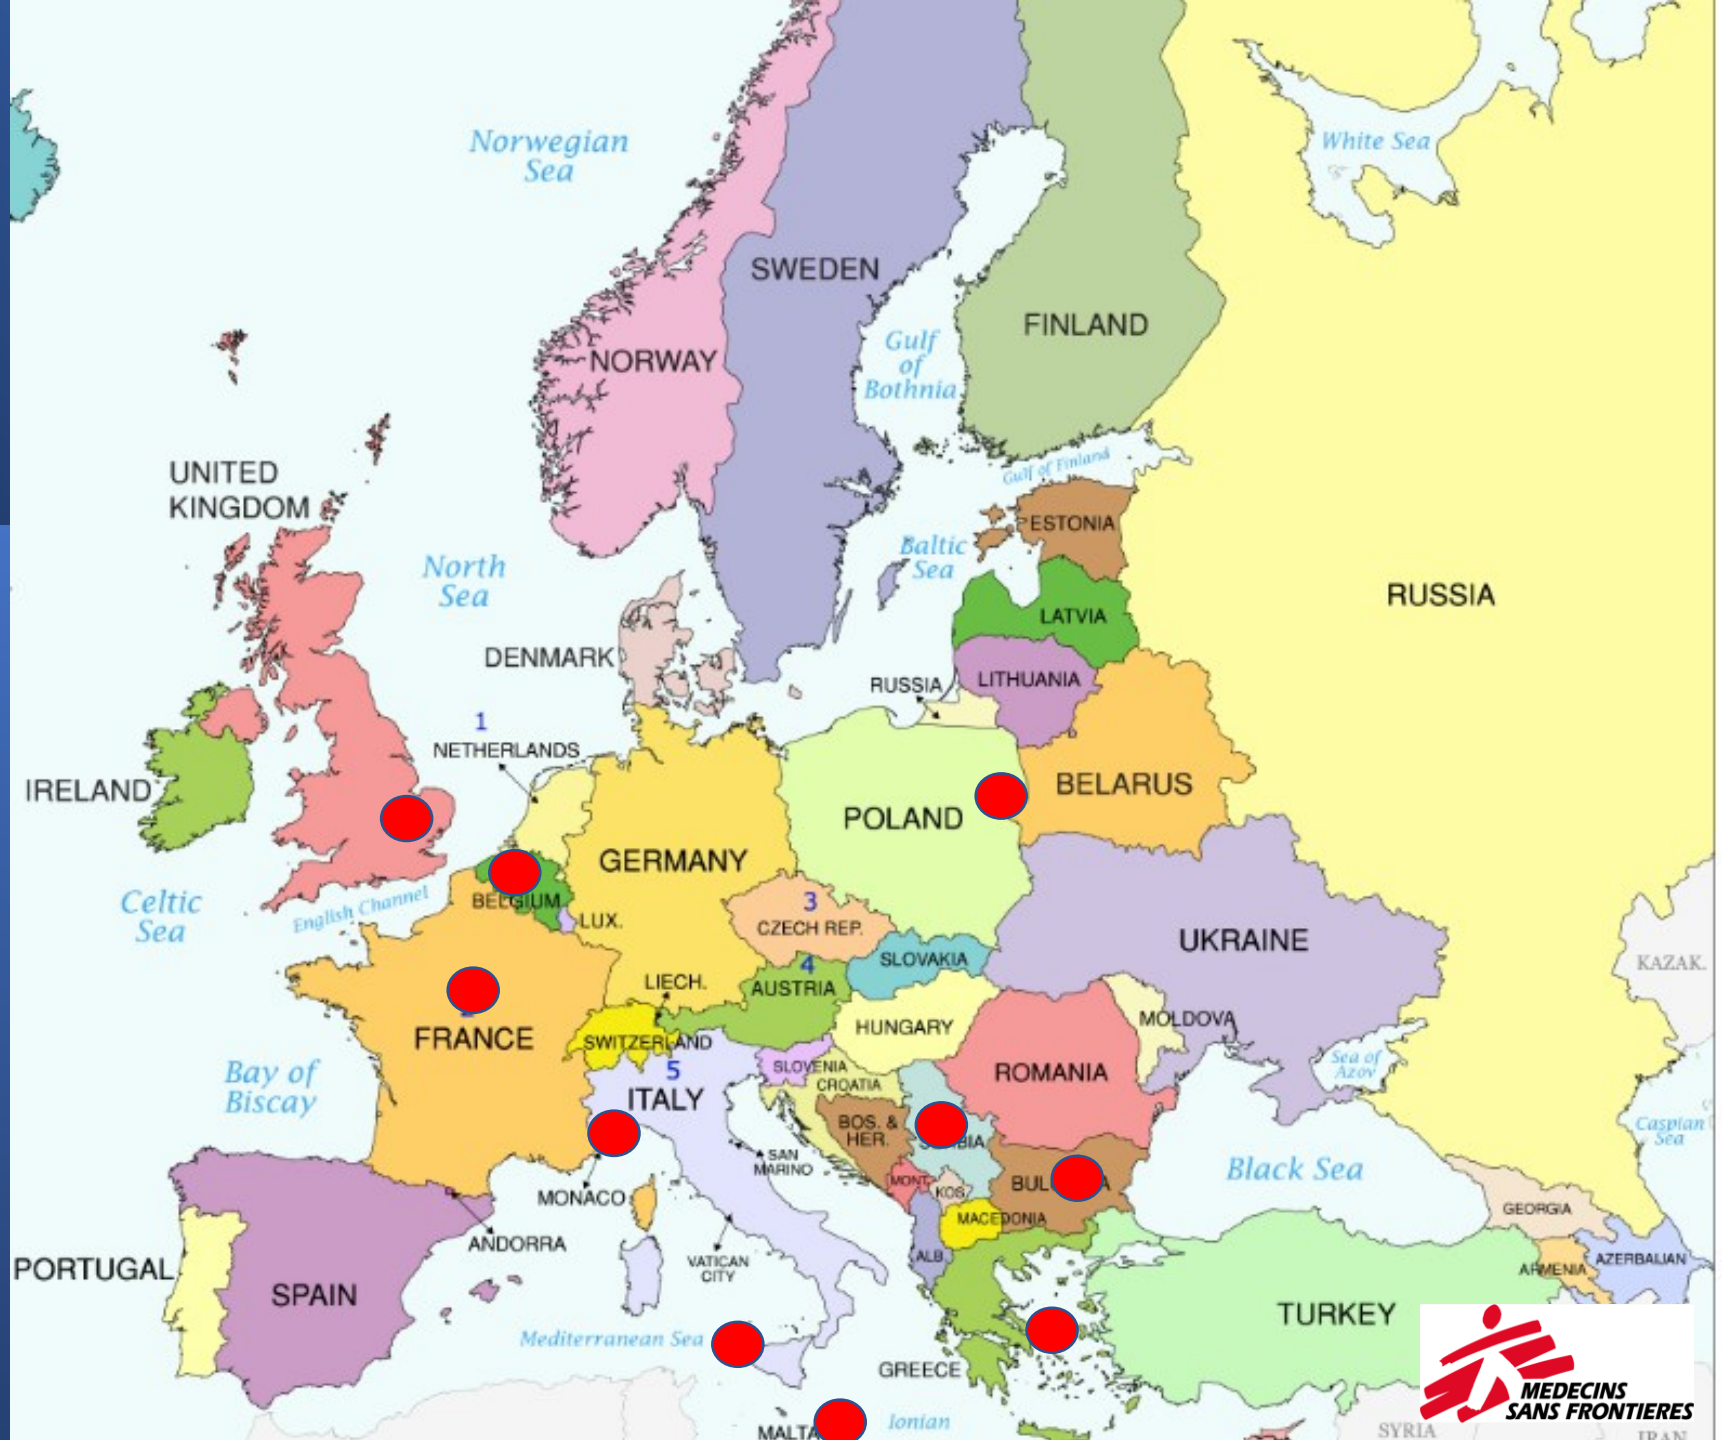 Norwegian
Sea
White Sea
SWEDEN
FINLAND
NORWAY
Gulf
of
Bothnia
UNITED
KINGDOM
Gulf of Finland
ESTONIA
Baltic
Sea
North
Sea
RUSSIA
LATVIA
DENMARK
RUSSIA
LITHUANIA
1
NETHERLANDS
IRELAND
BELARUS
POLAND
GERMANY
BELGIUM
3
CZECH REP.
LUX.
Celtic
Sea
English Channel
UKRAINE
SLOVAKIA
KAZAK.
4
AUSTRIA
LIECH.
MOLDOVA
HUNGARY
FRANCE
SWITZERLAND
5
ITALY
SLOVENIA
CROATIA
ROMANIA
Sea of
Azov
Bay of
Biscay
BOS. &
HER.
Caspian
Sea
SAN
MARINO
Black Sea
MONT.
KOS.
MONACO
MACEDONIA
GEORGIA
ANDORRA
ALB.
VATICAN
CITY
ARMENIA
AZERBALIAN
PORTUGAL
SPAIN
TURKEY
Mediterranean Sea
GREECE
MALTA
Ionian
SYRIA
IRAN
MEDECINS
SANS FRONTIERES